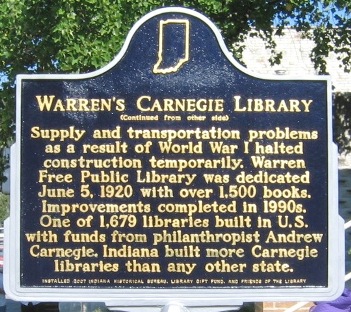 WARREN'S CARNEGIE LIBRARY
(Continued from other side)
Supply and transportation problems
as a result of World War I halted
construction temporarily. Warren
Free Public Library was dedicated
June 5, 1920 with over 1,500 books.
Improvements completed in 1990s.
One of 1,679 libraries built in U.S.
with funds from philanthropist Andrew
Carnegie. Indiana built more Carnegie
libraries than any other state.
INSTALLED 2007 INDIANA HISTORICAL BUREAU, LIBRARY GIFT FUND, AND FRIENDS OF THE LIBRARY